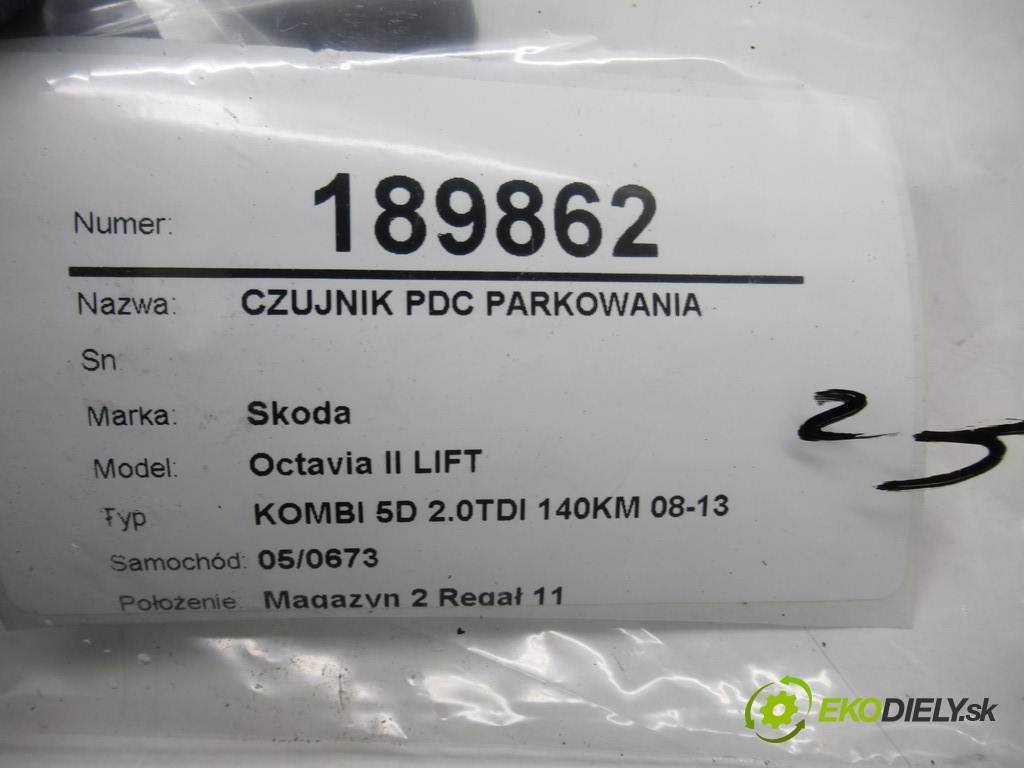 Numer: 189862
Nazwa: CZUJNIK PDC PARKOWANIA
Sn
Marka: Skoda
Model: Octavia II LIFT
Typ KOMBI 5D 2.0TDI 140KM 08-13
Samochód: 05/0673
Położenie Magazyn 2 Regał 11
25
EKODIELY.sk